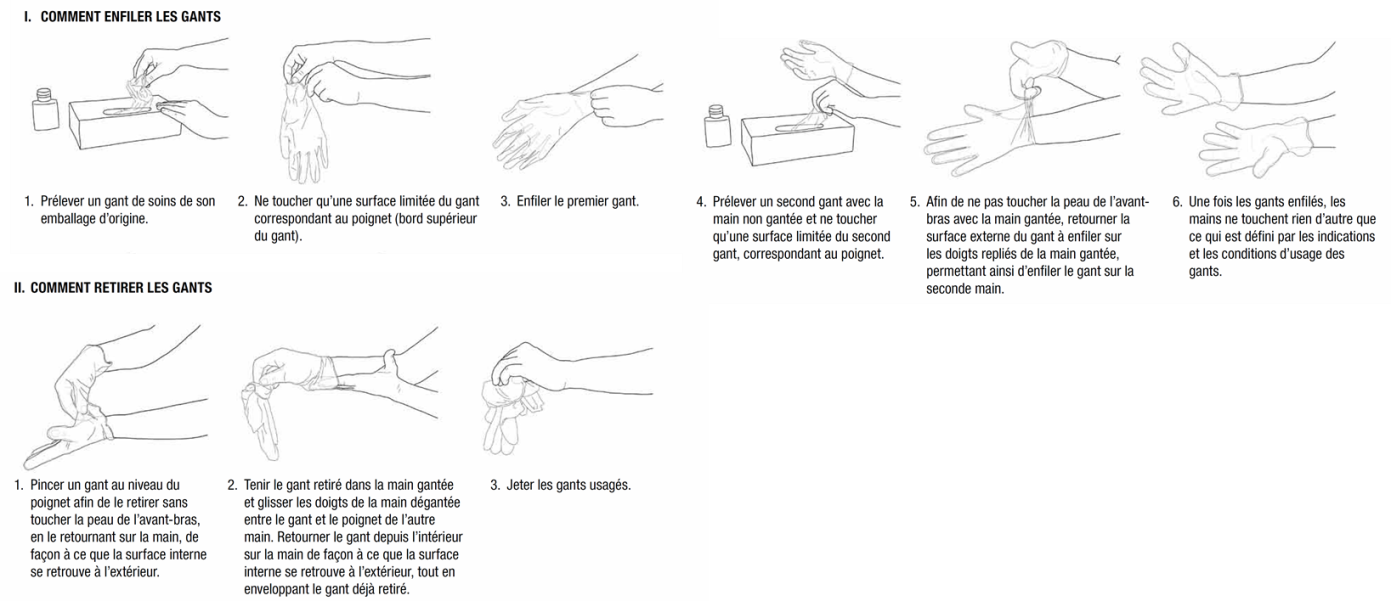 I. COMMENT ENFILER LES GANTS
1. Prélever un gant de soins de son
emballage d'origine.
2. Ne toucher qu'une surface limitée du gant
correspondant au poignet (bord supérieur
du gant).
3. Enfiler le premier gant.
4. Prélever un second gant avec la
main non gantée et ne toucher
qu'une surface limitée du second
gant, correspondant au poignet.
5. Afin de ne pas toucher la peau de l'avant-
bras avec la main gantée, retourner la
surface externe du gant à enfiler sur
les doigts repliés de la main gantée,
permettant ainsi d'enfiler le gant sur la
seconde main.
6. Une fois les gants enfilés, les
mains ne touchent rien d'autre que
ce qui est défini par les indications
et les conditions d'usage des
gants.
II. COMMENT RETIRER LES GANTS
1. Pincer un gant au niveau du
poignet afin de le retirer sans
toucher la peau de l'avant-bras,
en le retournant sur la main, de
façon à ce que la surface interne
se retrouve à l'extérieur.
2. Tenir le gant retiré dans la main gantée
et glisser les doigts de la main dégantée
entre le gant et le poignet de l'autre
main. Retourner le gant depuis l'intérieur
sur la main de façon à ce que la surface
interne se retrouve à l'extérieur, tout en
enveloppant le gant déjà retiré.
3. Jeter les gants usagés.